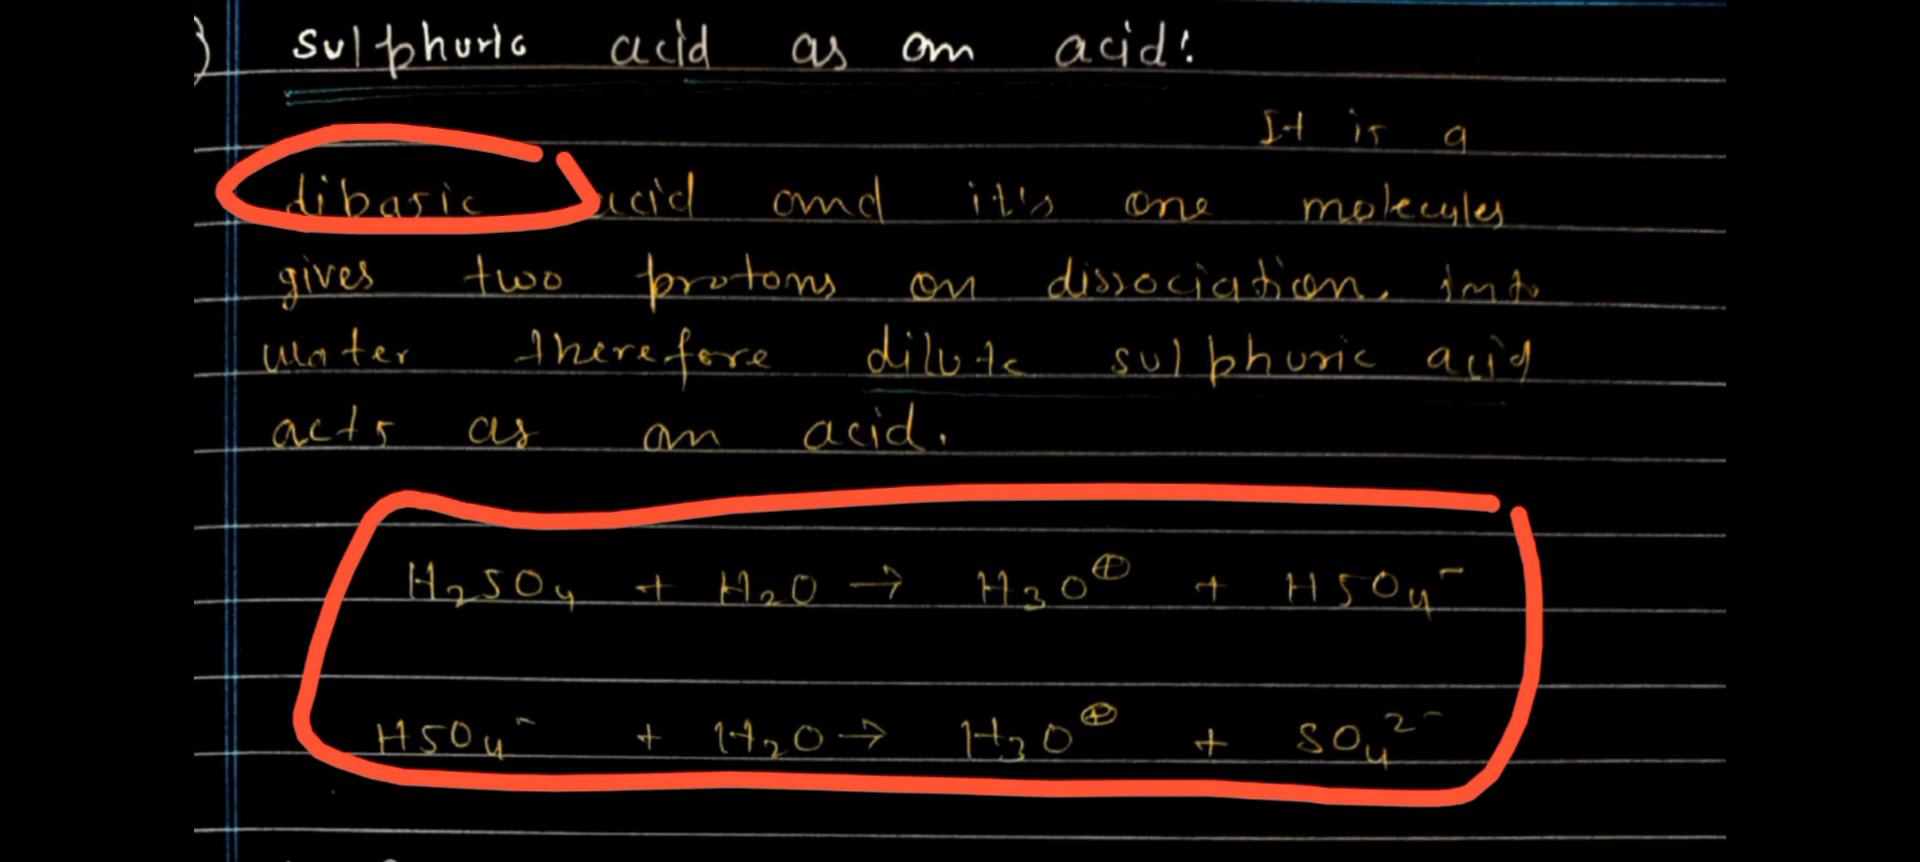 ) sulphuric acid as an acid:
It is a
dibasic acid and it's one molecules
gives two protons on dissociation. into
water therefore dilute sulphuric acid
acts as an acid.
H₂SO₄ + H₂O → H₃O⊕ + HSO₄⁻
HSO₄⁻ + H₂O → H₃O⊕ + SO₄²⁻